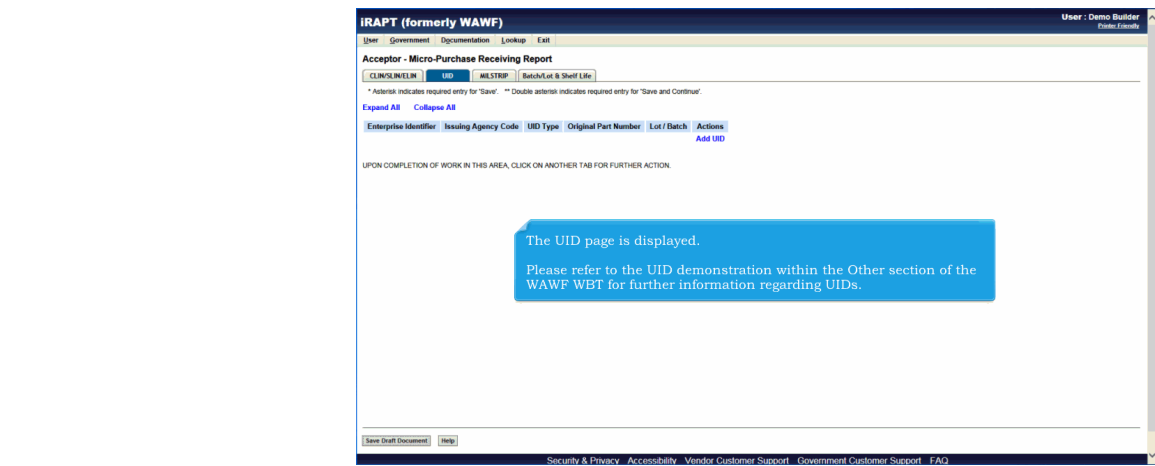 iRAPT (formerly WAWF)
User : Demo Builder
Printer Friendly
User Government Documentation Lookup Exit
Acceptor - Micro-Purchase Receiving Report
CLIN/SLIN/ELIN UID MILSTRIP Batch/Lot & Shelf Life
* Asterisk indicates required entry for 'Save'. ** Double asterisk indicates required entry for 'Save and Continue'.
Expand All Collapse All
Enterprise Identifier Issuing Agency Code UID Type Original Part Number Lot / Batch Actions
Add UID
UPON COMPLETION OF WORK IN THIS AREA, CLICK ON ANOTHER TAB FOR FURTHER ACTION.
The UID page is displayed.
Please refer to the UID demonstration within the Other section of the
WAWF WBT for further information regarding UIDs.
Save Draft Document Help
Security & Privacy Accessibility Vendor Customer Support Government Customer Support FAQ